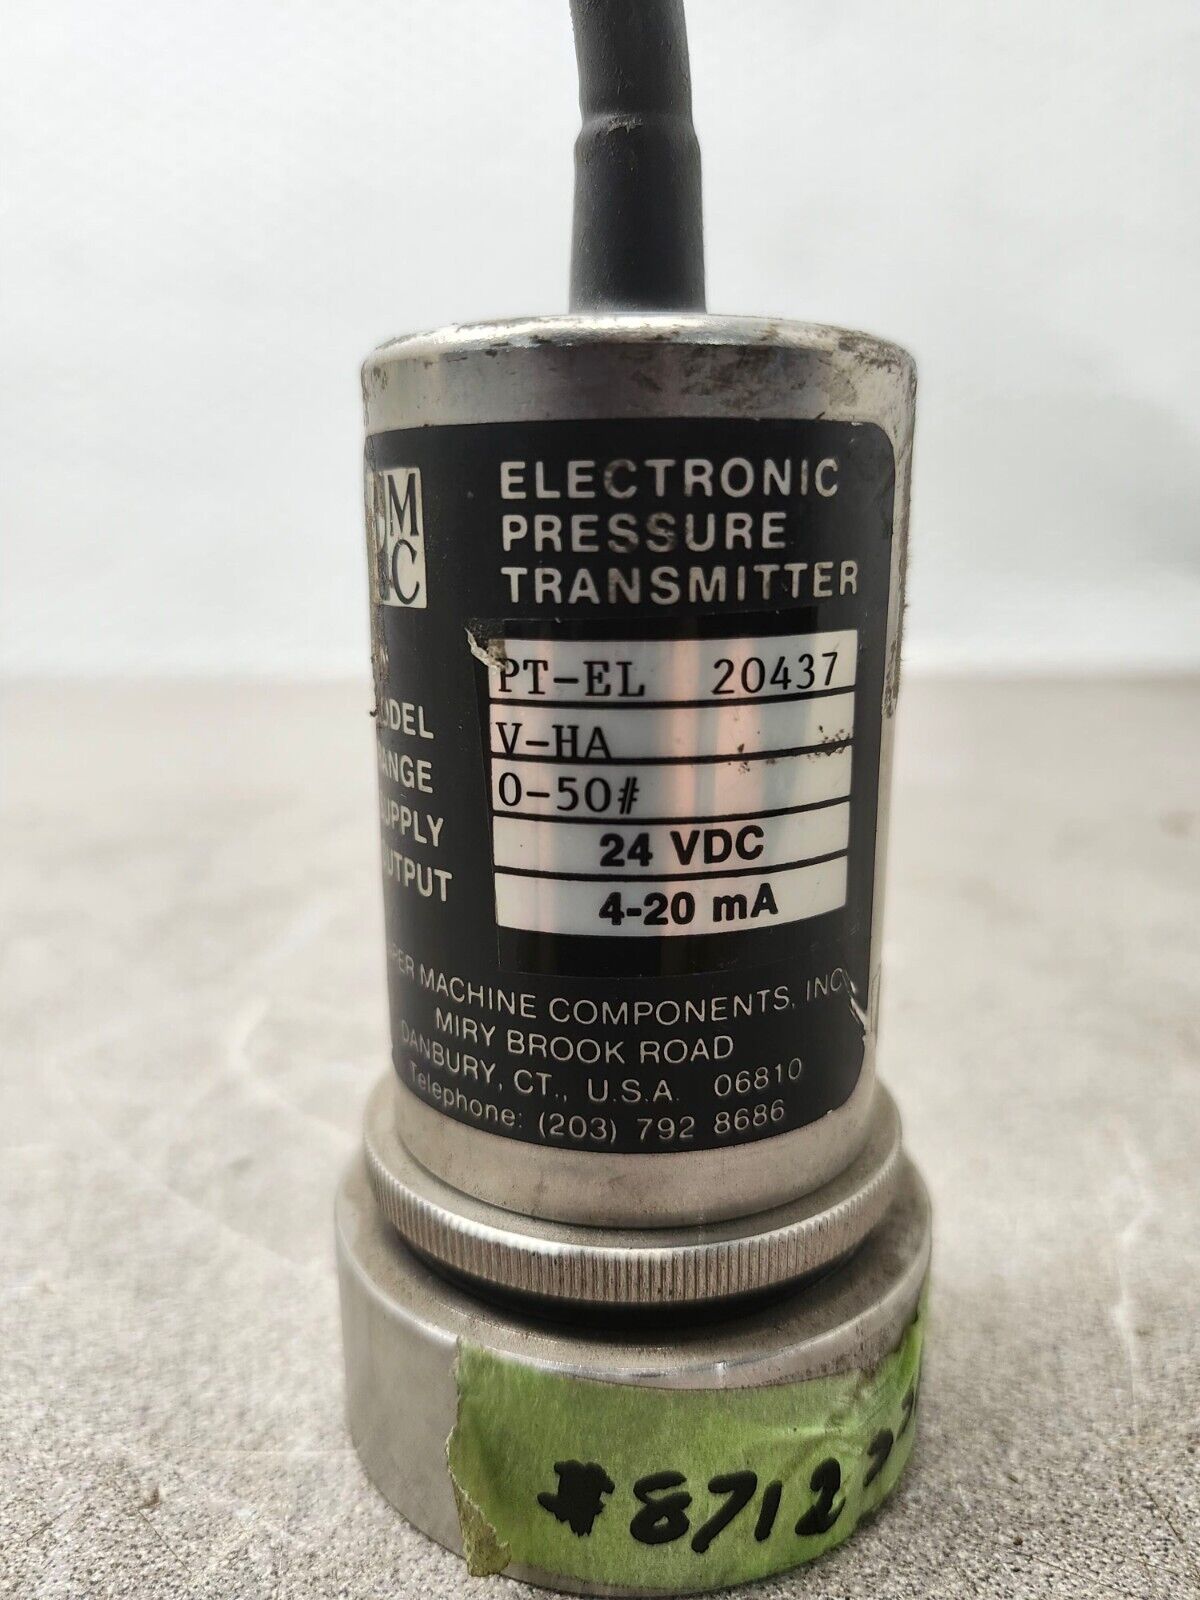 MC
ELECTRONIC
PRESSURE
TRANSMITTER
PT-EL 20437
V-HA
0-50#
24 VDC
4-20 mA
MACHINE COMPONENTS, INC
MIRY BROOK ROAD
DANBURY, CT., U.S.A. 06810
Telephone: (203) 792 8686